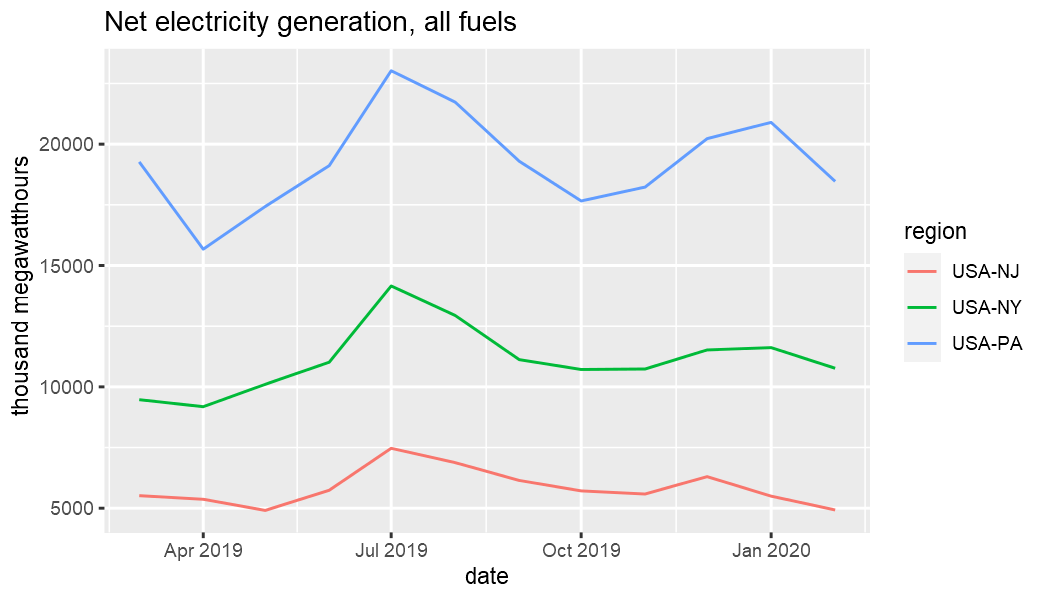 Net electricity generation, all fuels
thousand megawatthours
20000
15000
10000
5000
Apr 2019
Jul 2019
Oct 2019
Jan 2020
date
region
USA-NJ
USA-NY
USA-PA